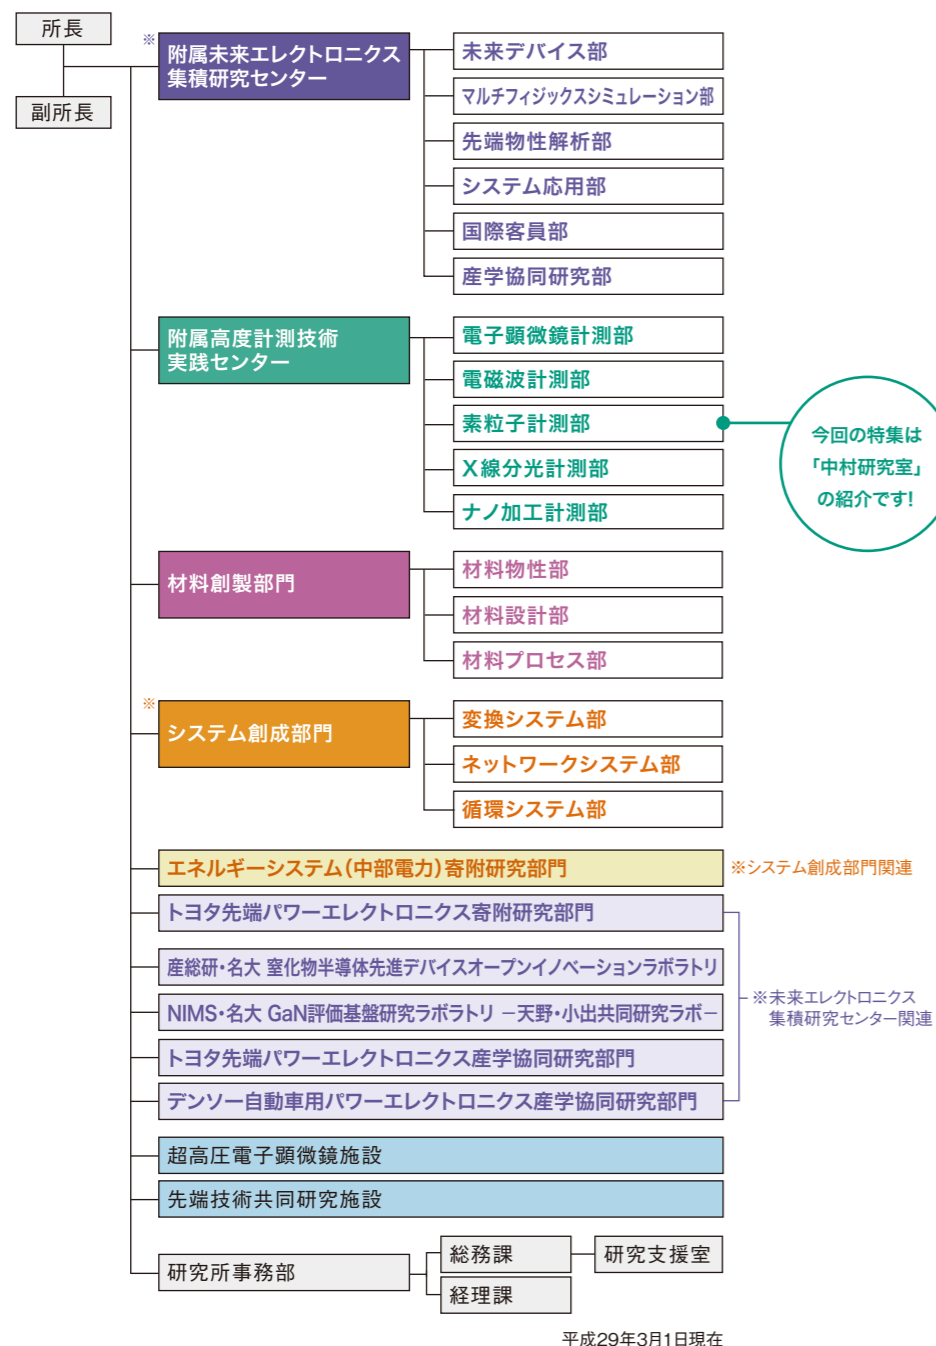 所長
副所長
※
附属未来エレクトロニクス
集積研究センター
未来デバイス部
マルチフィジックスシミュレーション部
先端物性解析部
システム応用部
国際客員部
産学協同研究部
附属高度計測技術
実践センター
電子顕微鏡計測部
電磁波計測部
素粒子計測部
X線分光計測部
ナノ加工計測部
今回の特集は
「中村研究室」
の紹介です!
材料創製部門
材料物性部
材料設計部
材料プロセス部
※
システム創成部門
変換システム部
ネットワークシステム部
循環システム部
エネルギーシステム(中部電力)寄附研究部門
※システム創成部門関連
トヨタ先端パワーエレクトロニクス寄附研究部門
産総研・名大 窒化物半導体先進デバイスオープンイノベーションラボラトリ
NIMS・名大 GaN評価基盤研究ラボラトリ −天野・小出共同研究ラボ−
トヨタ先端パワーエレクトロニクス産学協同研究部門
デンソー自動車用パワーエレクトロニクス産学協同研究部門
※未来エレクトロニクス
集積研究センター関連
超高圧電子顕微鏡施設
先端技術共同研究施設
研究所事務部
総務課
研究支援室
経理課
平成29年3月1日現在